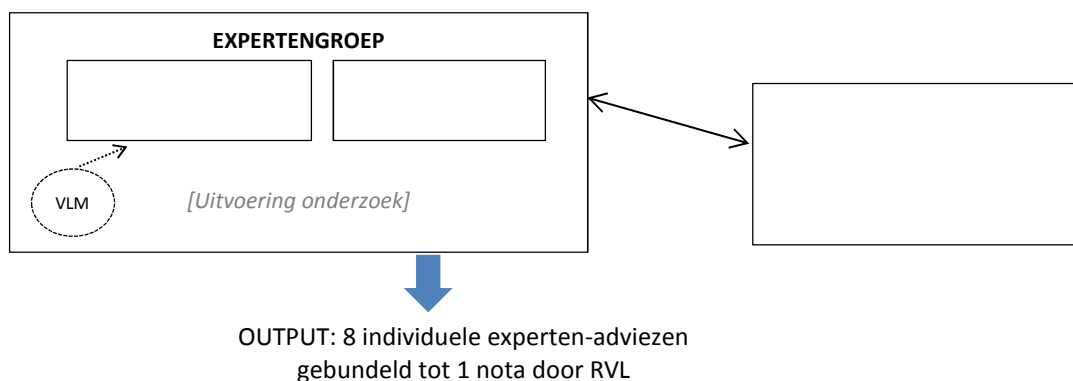 EXPERTENGROEP
VLM
[Uitvoering onderzoek]
OUTPUT: 8 individuele experten-adviezen
gebundeld tot 1 nota door RVL